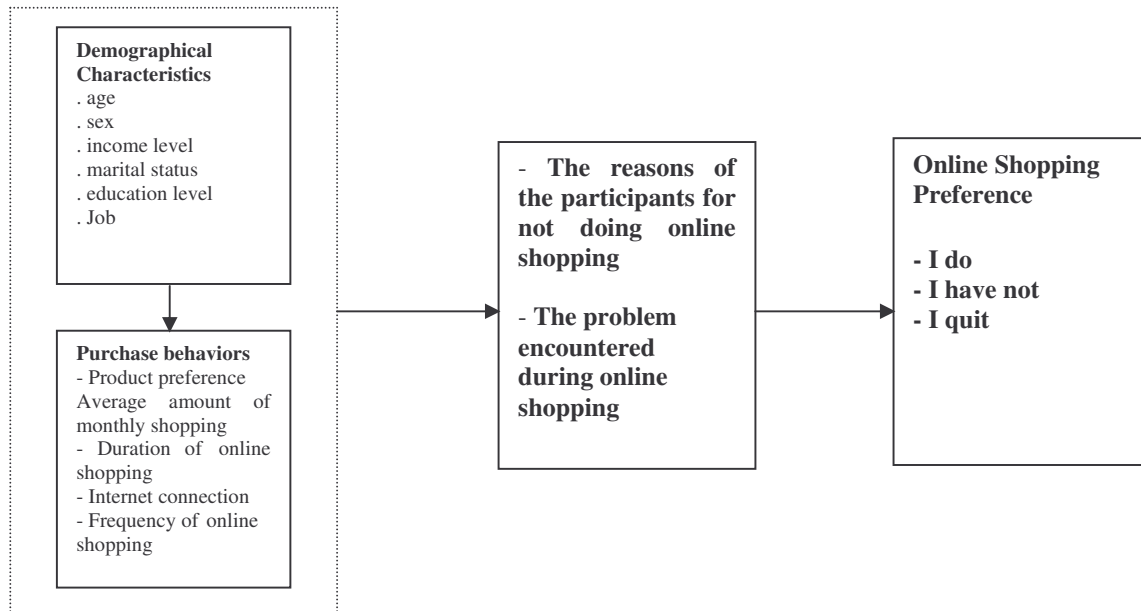 Demographical
Characteristics
. age
. sex
. income level
. marital status
. education level
. Job
Purchase behaviors
- Product preference
Average amount of
monthly shopping
- Duration of online
shopping
- Internet connection
- Frequency of online
shopping
- The reasons of
the participants for
not doing online
shopping
- The problem
encountered
during online
shopping
Online Shopping
Preference
- I do
- I have not
- I quit